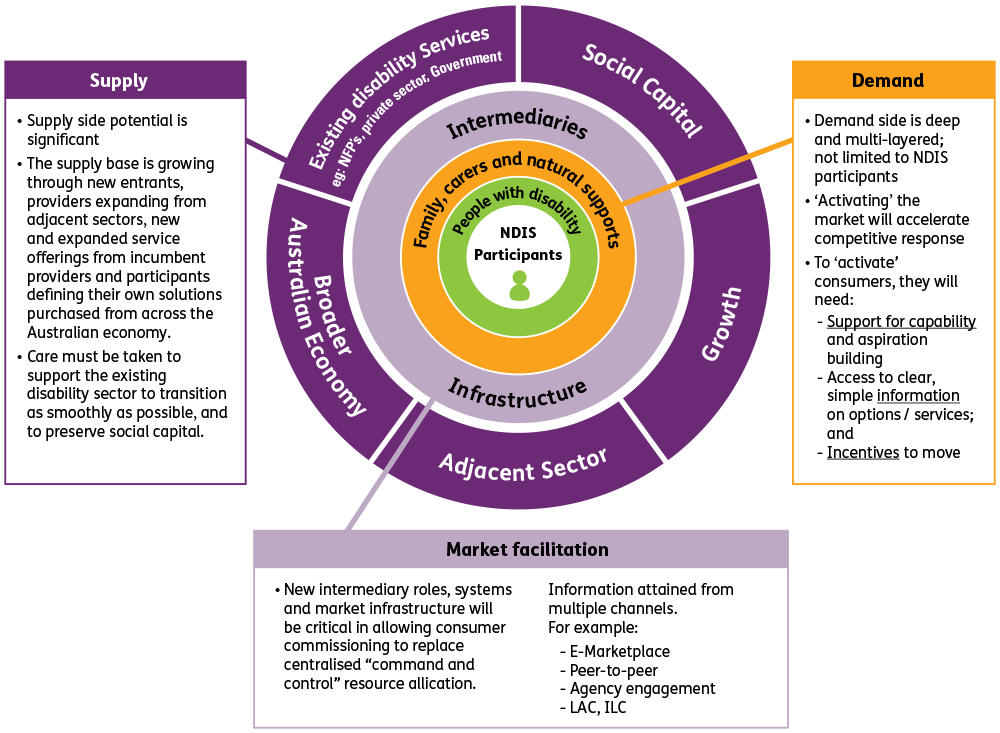 Supply
• Supply side potential is
significant
• The supply base is growing
through new entrants,
providers expanding from
adjacent sectors, new
and expanded service
offerings from incumbent
providers and participants
defining their own solutions
purchased from across the
Australian economy.
• Care must be taken to
support the existing
disability sector to transition
as smoothly as possible, and
to preserve social capital.
Existing disability Services
eg: NFP's, private sector, Government
Social Capital
Growth
Adjacent Sector
Broader
Australian Economy
Intermediaries
Infrastructure
Family, carers and natural supports
People with disability
NDIS
Participants
Demand
• Demand side is deep
and multi-layered;
not limited to NDIS
participants
• ‘Activating’ the
market will accelerate
competitive response
• To ‘activate’
consumers, they will
need:
- Support for capability
and aspiration
building
- Access to clear,
simple information
on options / services;
and
- Incentives to move
Market facilitation
• New intermediary roles, systems
and market infrastructure will
be critical in allowing consumer
commissioning to replace
centralised “command and
control” resource allication.
Information attained from
multiple channels.
For example:
- E-Marketplace
- Peer-to-peer
- Agency engagement
- LAC, ILC